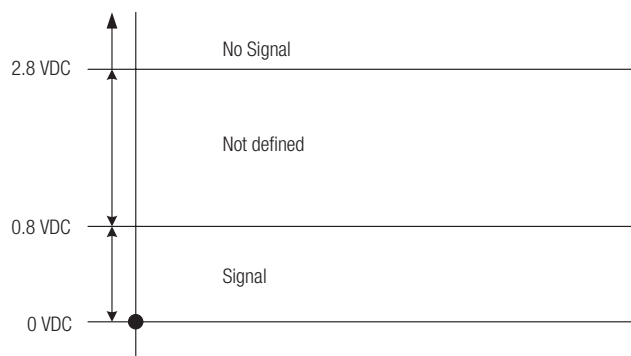 No Signal
2.8 VDC
Not defined
0.8 VDC
Signal
0 VDC